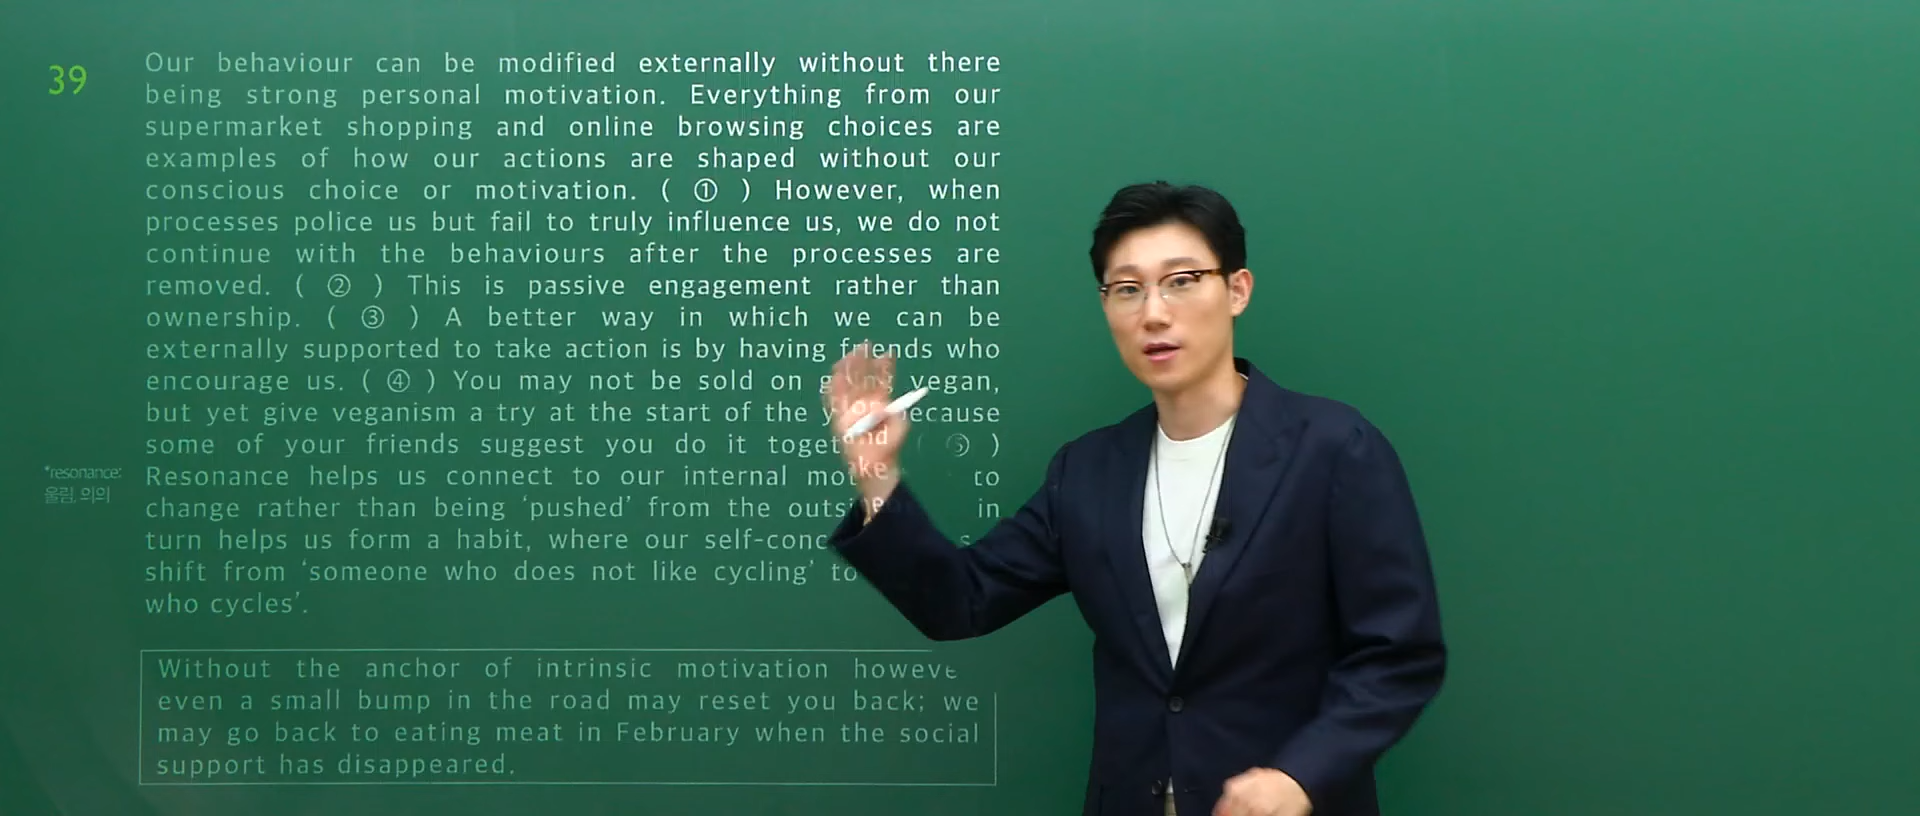 39
Our behaviour can be modified externally without there
being strong personal motivation. Everything from our
supermarket shopping and online browsing choices are
examples of how our actions are shaped without our
conscious choice or motivation. ( ① ) However, when
processes police us but fail to truly influence us, we do not
continue with the behaviours after the processes are
removed. ( ② ) This is passive engagement rather than
ownership. ( ③ ) A better way in which we can be
externally supported to take action is by having friends who
encourage us. ( ④ ) You may not be sold on vegan,
but yet give veganism a try at the start of the
some of your friends suggest you do it ( ⑤ )
*resonance:
울림, 의의
Resonance helps us connect to our internal to
change rather than being ‘pushed’ from the in
turn helps us form a habit, where our
shift from ‘someone who does not like cycling’ to
who cycles’.
Without the anchor of intrinsic motivation
even a small bump in the road may reset you back; we
may go back to eating meat in February when the social
support has disappeared.